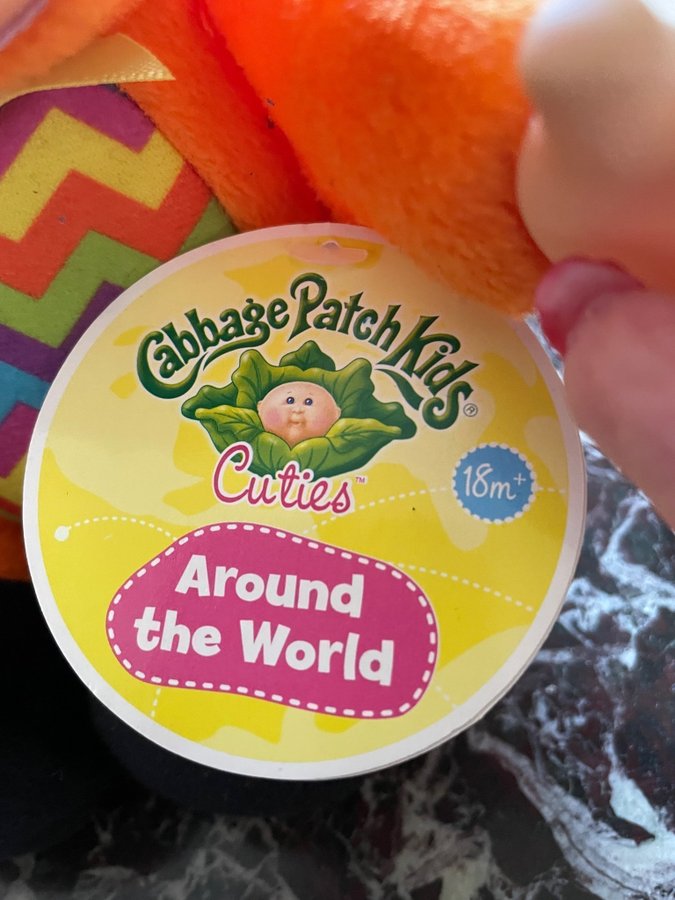 Cabbage Patch Kids®
Cuties™
18m+
Around
the World